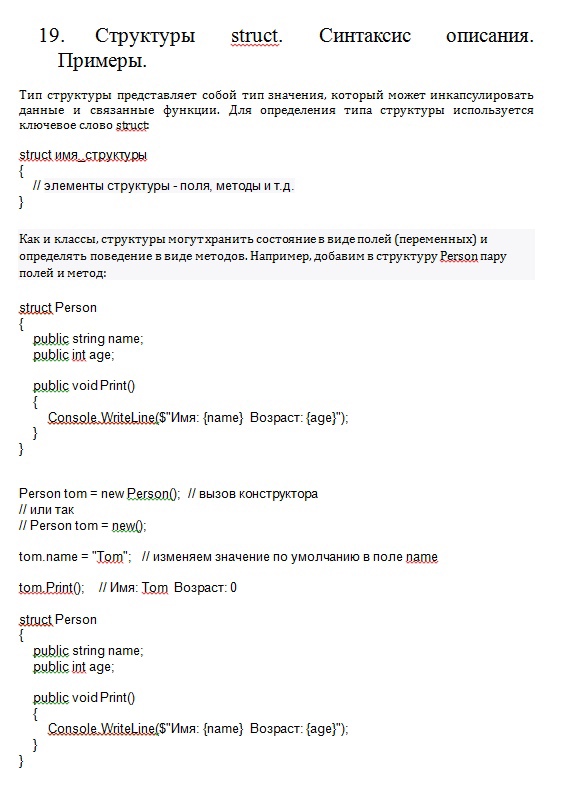 19. Структуры struct. Синтаксис описания.
Примеры.
Тип структуры представляет собой тип значения, который может инкапсулировать
данные и связанные функции. Для определения типа структуры используется
ключевое слово struct:
struct имя_структуры
{
// элементы структуры - поля, методы и т.д.
}
Как и классы, структуры могут хранить состояние в виде полей (переменных) и
определять поведение в виде методов. Например, добавим в структуру Person пару
полей и метод:
struct Person
{
public string name;
public int age;
public void Print()
{
Console.WriteLine($"Имя: {name}  Возраст: {age}");
}
}
Person tom = new Person();  // вызов конструктора
// или так
// Person tom = new();
tom.name = "Tom";   // изменяем значение по умолчанию в поле name
tom.Print();    // Имя: Tom  Возраст: 0
struct Person
{
public string name;
public int age;
public void Print()
{
Console.WriteLine($"Имя: {name}  Возраст: {age}");
}
}